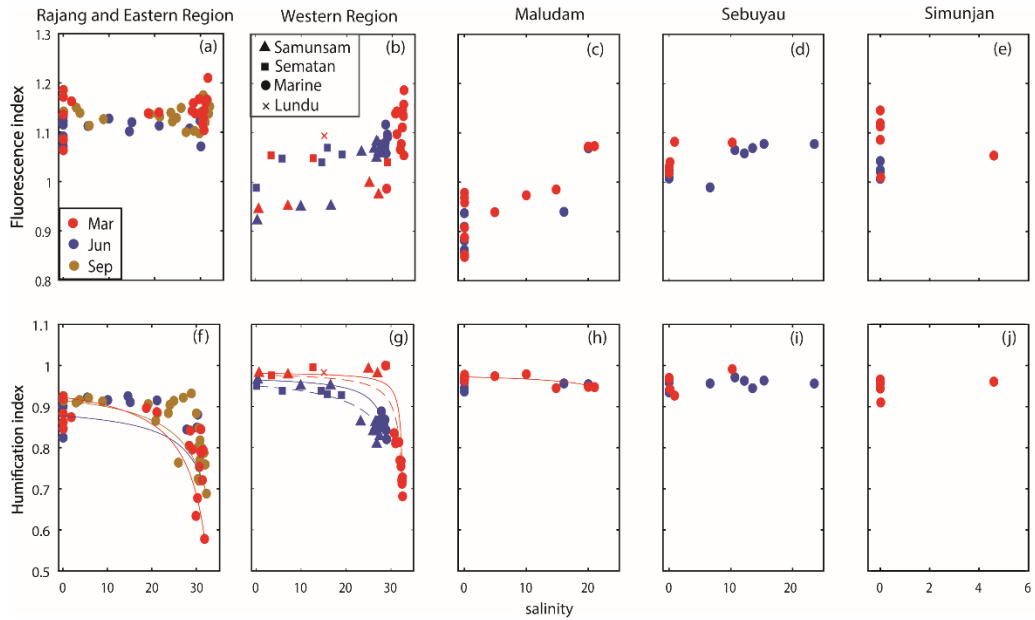 Rajang and Eastern Region Western Region Maludam Sebuyau Simunjan
1.3
1.2
1.1
1
0.9
0.8
Fluorescence index
(a) (b) (c) (d) (e)
Samunsam
Sematan
Marine
Lundu
Mar
Jun
Sep
1.1
1
0.9
0.8
0.7
0.6
0.5
Humification index
(f) (g) (h) (i) (j)
0 10 20 30 0 10 20 30 0 10 20 0 10 20 0 2 4 6
salinity